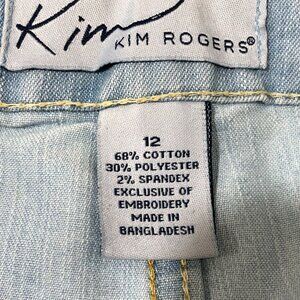 Kim
KIM ROGERS®
12
68% COTTON
30% POLYESTER
2% SPANDEX
EXCLUSIVE OF
EMBROIDERY
MADE IN
BANGLADESH